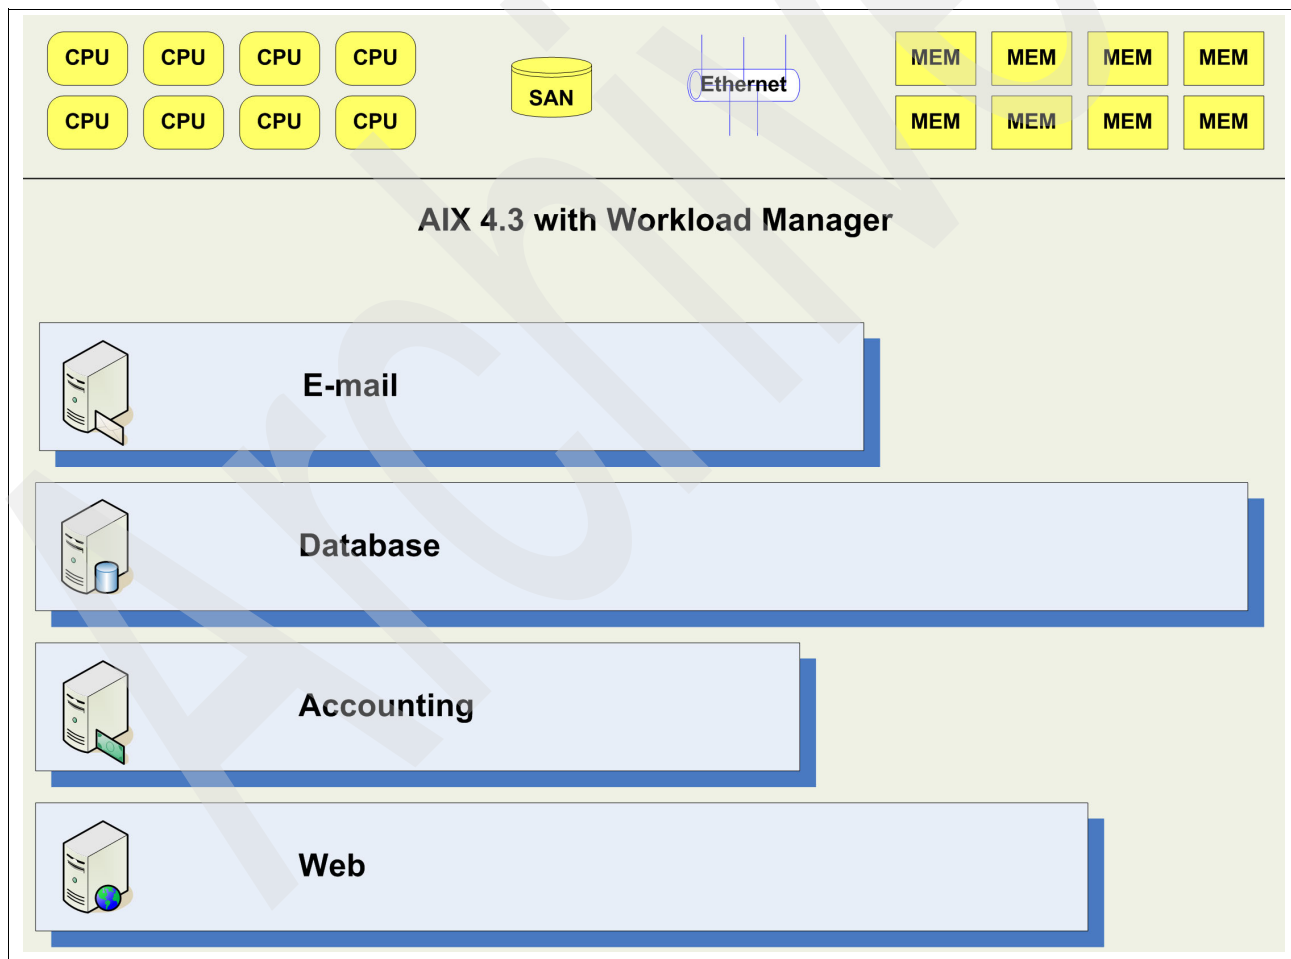 CPU CPU CPU CPU SAN Ethernet MEM MEM MEM MEM
CPU CPU CPU CPU MEM MEM MEM MEM
AIX 4.3 with Workload Manager
E-mail
Database
Accounting
Web